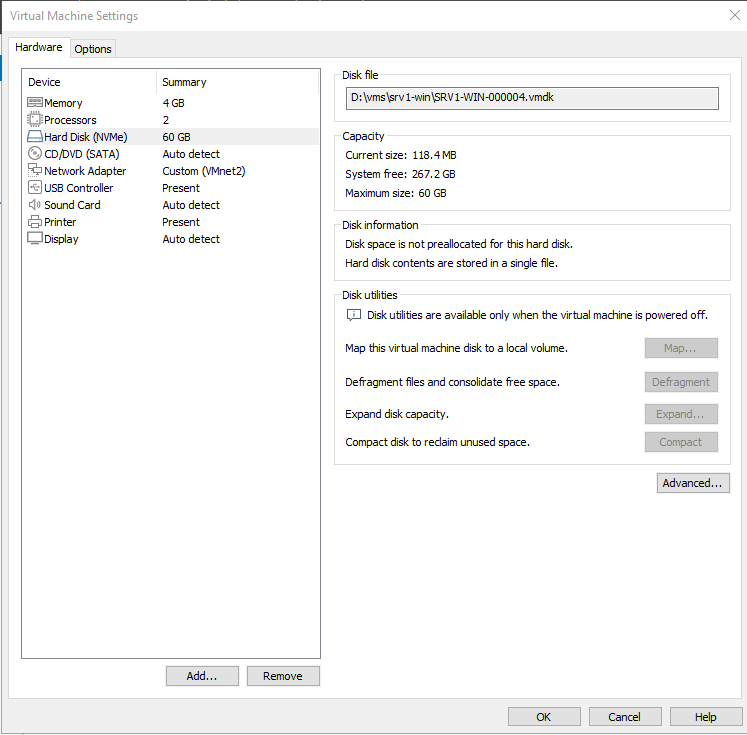 Virtual Machine Settings
Hardware Options
Device Summary
Memory 4 GB
Processors 2
Hard Disk (NVMe) 60 GB
CD/DVD (SATA) Auto detect
Network Adapter Custom (VMnet2)
USB Controller Present
Sound Card Auto detect
Printer Present
Display Auto detect
Add... Remove
Disk file
D:\vms\srv1-win\SRV1-WIN-000004.vmdk
Capacity
Current size: 118.4 MB
System free: 267.2 GB
Maximum size: 60 GB
Disk information
Disk space is not preallocated for this hard disk.
Hard disk contents are stored in a single file.
Disk utilities
Disk utilities are available only when the virtual machine is powered off.
Map this virtual machine disk to a local volume. Map...
Defragment files and consolidate free space. Defragment
Expand disk capacity. Expand...
Compact disk to reclaim unused space. Compact
Advanced...
OK Cancel Help